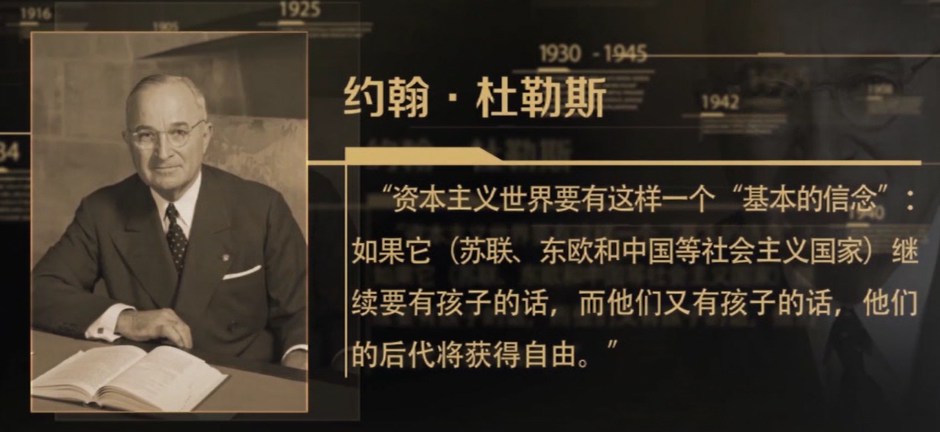 1916
1905
1925
1930 - 1945
1942
34
约翰·杜勒斯
“资本主义世界要有这样一个“基本的信念”：
如果它（苏联、东欧和中国等社会主义国家）继
续要有孩子的话，而他们又有孩子的话，他们
的后代将获得自由。”